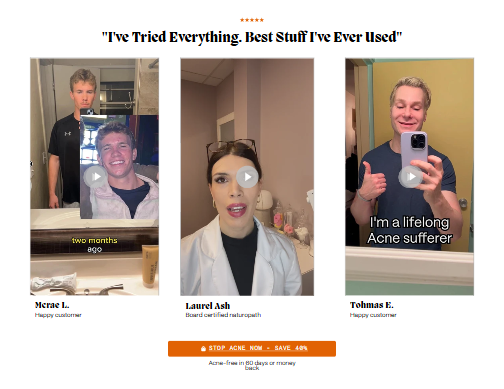 "I've Tried Everything. Best Stuff I've Ever Used"
two months
ago
I'm a lifelong
Acne sufferer
Mcrae L.
Happy customer
Laurel Ash
Board certified naturopath
Tohmas E.
Happy customer
STOP ACNE NOW - SAVE 40%
Acne-free in 60 days or money
back